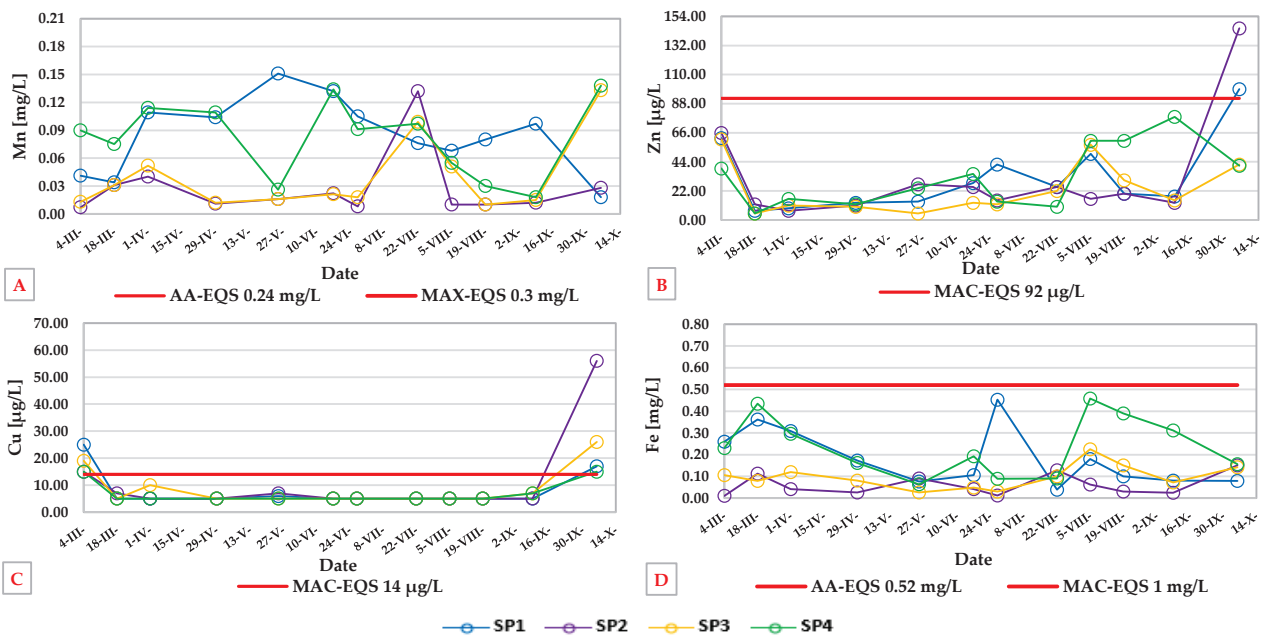 0.21
0.18
0.15
0.12
0.09
0.06
0.03
0.00
Mn [mg/L]
4-III- 18-III- 1-IV- 15-IV- 29-IV- 13-V- 27-V- 10-VI- 24-VI- 8-VII- 22-VII- 5-VIII- 19-VIII- 2-IX- 16-IX- 30-IX- 14-X-
Date
A
AA-EQS 0.24 mg/L MAX-EQS 0.3 mg/L
154.00
132.00
110.00
88.00
66.00
44.00
22.00
0.00
Zn [µg/L
4-III- 18-III- 1-IV- 15-IV- 29-IV- 13-V- 27-V- 10-VI- 24-VI- 8-VII- 22-VII- 5-VIII- 19-VIII- 2-IX- 16-IX- 30-IX- 14-X-
Date
B
MAC-EQS 92 µg/L
70.00
60.00
50.00
40.00
30.00
20.00
10.00
0.00
Cu [µg/L]
4-III- 18-III- 1-IV- 15-IV- 29-IV- 13-V- 27-V- 10-VI- 24-VI- 8-VII- 22-VII- 5-VIII- 19-VIII- 2-IX- 16-IX- 30-IX- 14-X-
Date
C
MAC-EQS 14 µg/L
0.80
0.70
0.60
0.50
0.40
0.30
0.20
0.10
0.00
Fe [mg/L]
4-III- 18-III- 1-IV- 15-IV- 29-IV- 13-V- 27-V- 10-VI- 24-VI- 8-VII- 22-VII- 5-VIII- 19-VIII- 2-IX- 16-IX- 30-IX- 14-X-
Date
D
AA-EQS 0.52 mg/L MAC-EQS 1 mg/L
SP1 SP2 SP3 SP4